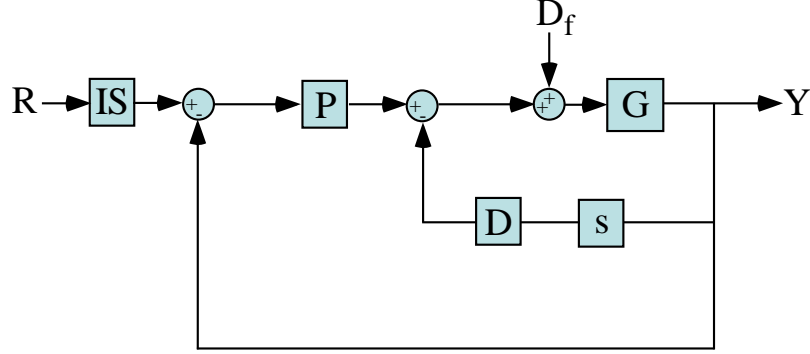 D_f
R
IS
+
-
P
+
-
+
+
G
Y
D
s